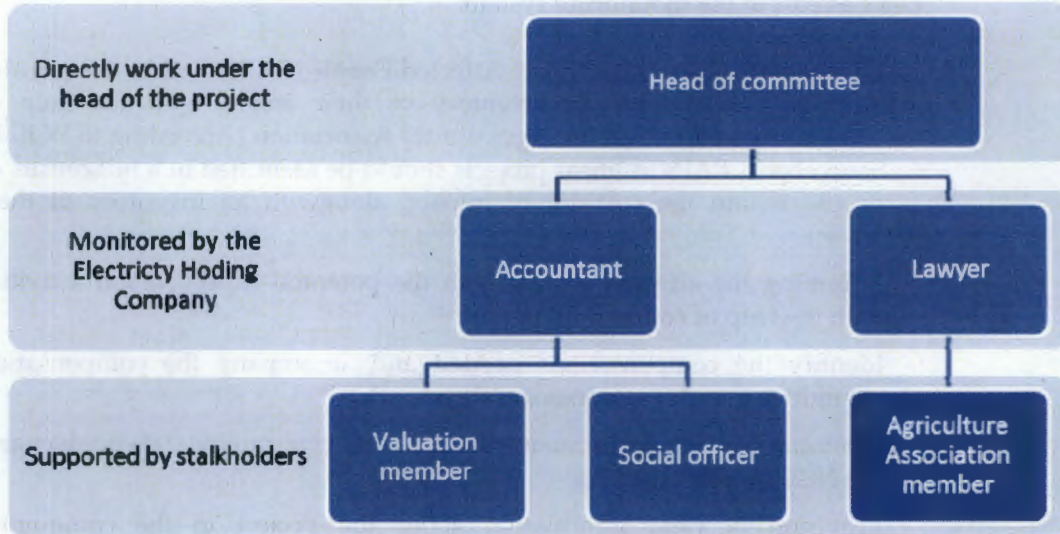 Directly work under the
head of the project
Head of committee
Monitored by the
Electricty Hoding
Company
Accountant
Lawyer
Supported by stalkholders
Valuation
member
Social officer
Agriculture
Association
member